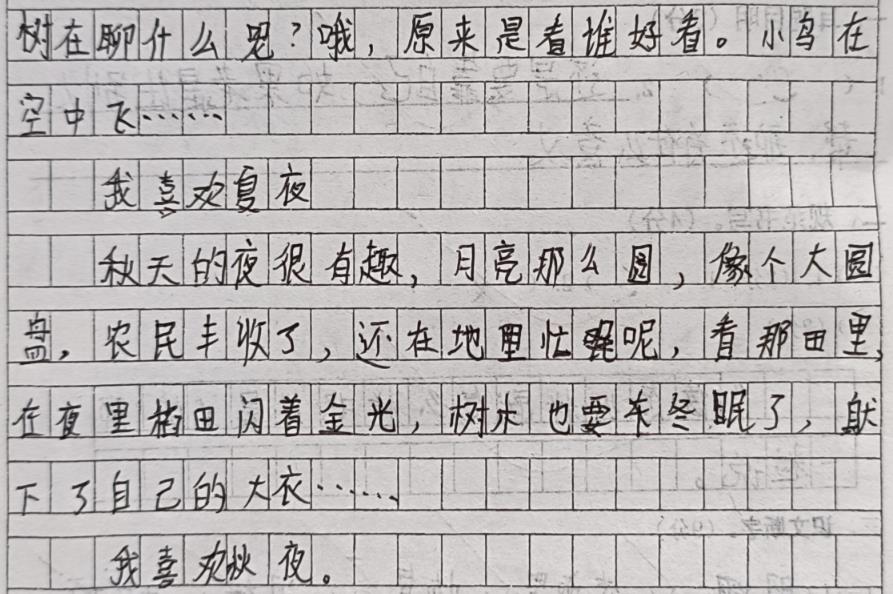 树在聊什么呢？哦，原来是看谁好看。小鸟在
空中飞……
我喜欢夏夜
秋天的夜很有趣，月亮那么圆，像个大圆
盘，农民丰收了，还在地里忙呢，看那田里，
在夜里稻田闪着金光，树木也要冬眠了，
下了自己的大衣……
我喜欢秋夜。